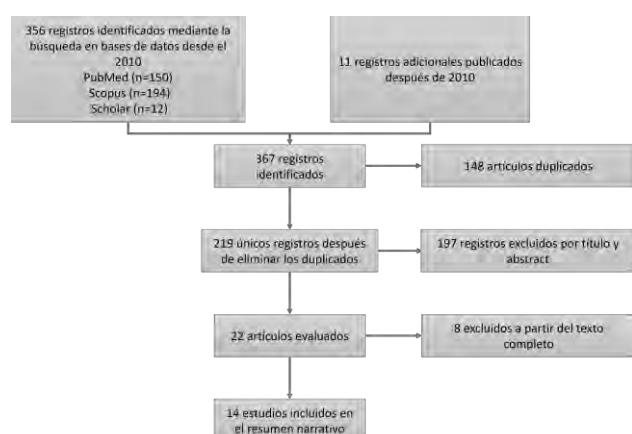 356 registros identificados mediante la
búsqueda en bases de datos desde el
2010
PubMed (n=150)
Scopus (n=194)
Scholar (n=12)
11 registros adicionales publicados
después de 2010
367 registros
identificados
148 artículos duplicados
219 únicos registros después
de eliminar los duplicados
197 registros excluidos por título y
abstract
22 artículos evaluados
8 excluidos a partir del texto
completo
14 estudios incluidos en
el resumen narrativo